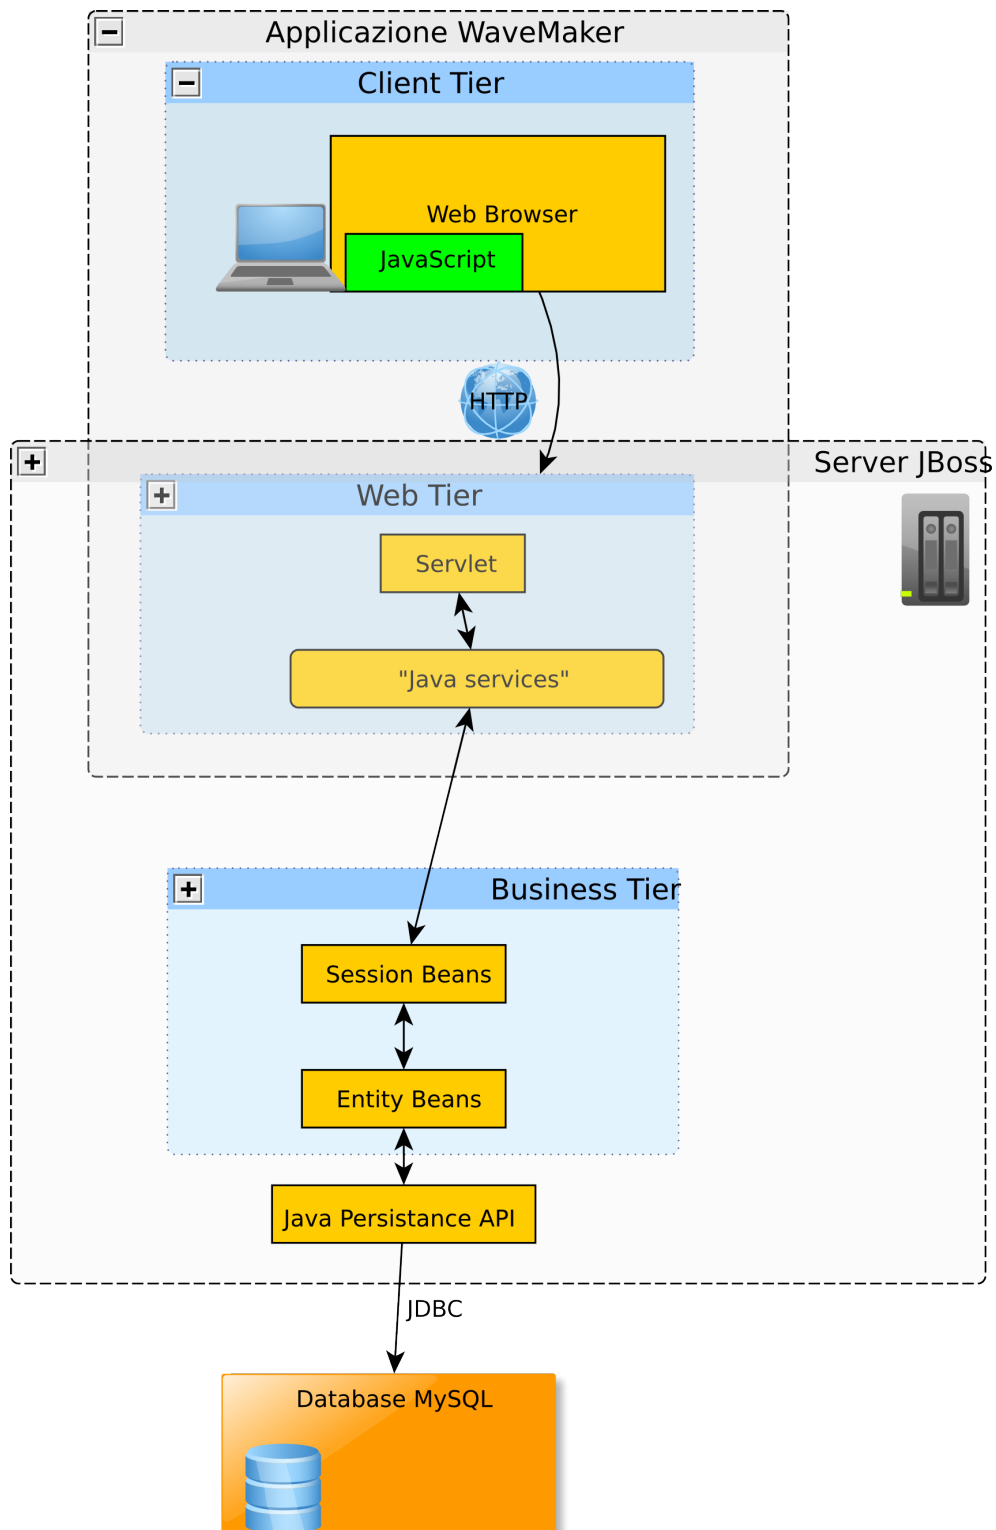 Applicazione WaveMaker
Client Tier
Web Browser
JavaScript
HTTP
Server JBoss
Web Tier
Servlet
"Java services"
Business Tier
Session Beans
Entity Beans
Java Persistance API
JDBC
Database MySQL